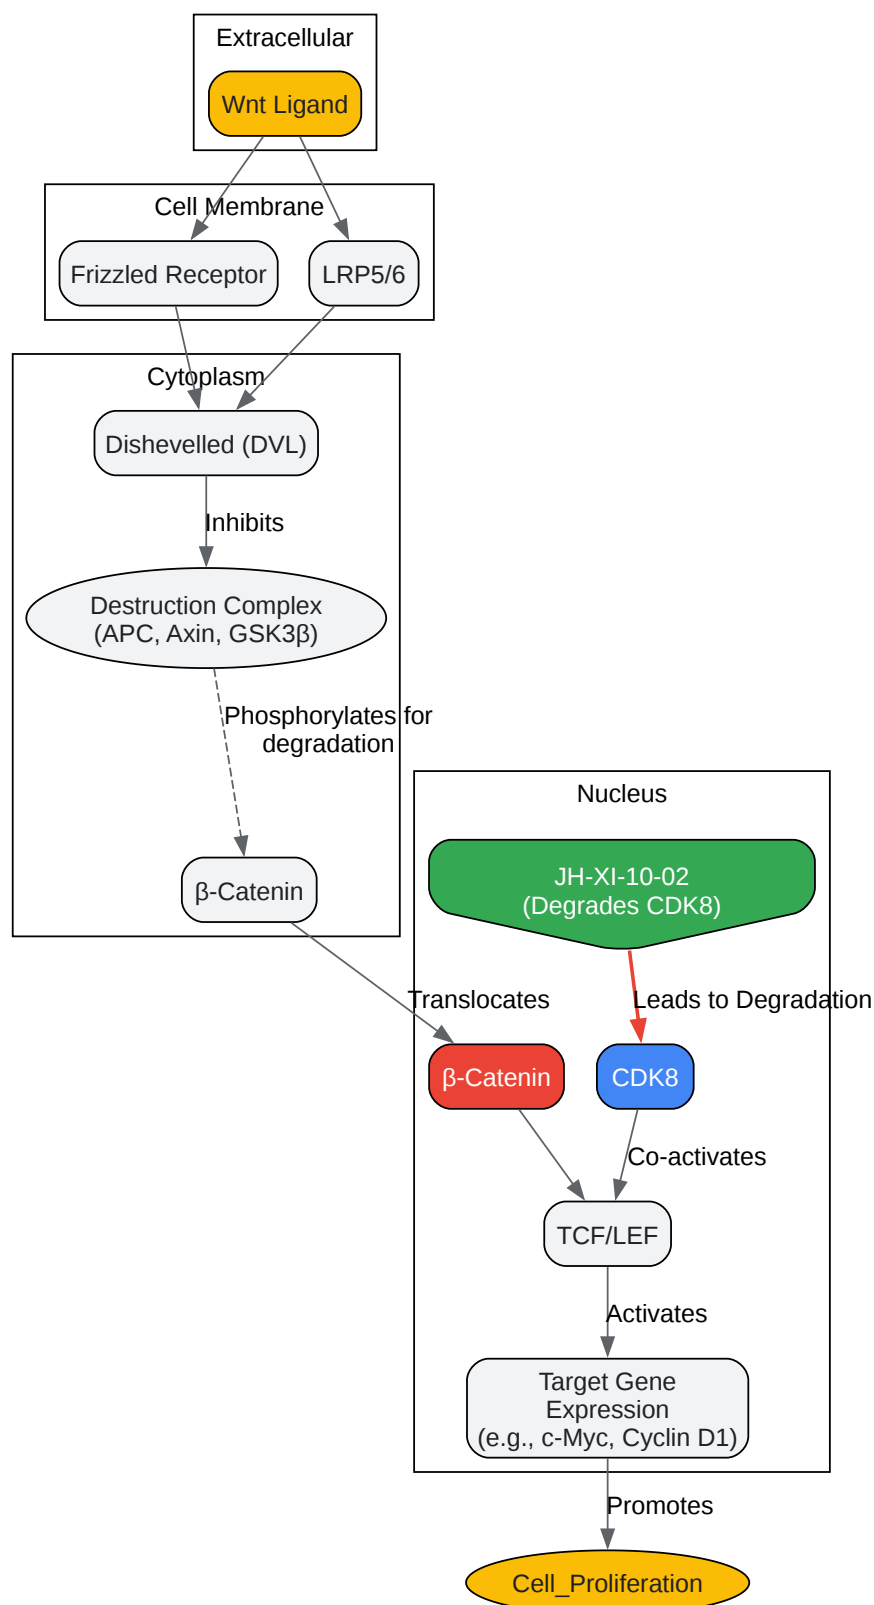 Extracellular
Wnt Ligand
Cell Membrane
Frizzled Receptor
LRP5/6
Cytoplasm
Dishevelled (DVL)
Inhibits
Destruction Complex
(APC, Axin, GSK3β)
Phosphorylates for
degradation
β-Catenin
Nucleus
JH-XI-10-02
(Degrades CDK8)
Translocates
Leads to Degradation
β-Catenin
CDK8
Co-activates
TCF/LEF
Activates
Target Gene
Expression
(e.g., c-Myc, Cyclin D1)
Promotes
Cell_Proliferation